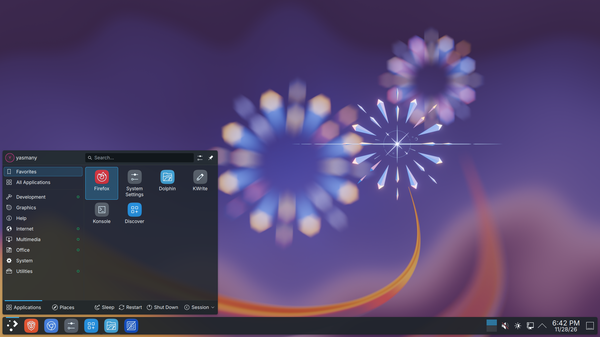 yasmany
Search...
Favorites
All Applications
Development
Graphics
Help
Internet
Multimedia
Office
System
Utilities
Firefox
System
Settings
Dolphin
KWrite
Konsole
Discover
Applications
Places
Sleep
Restart
Shut Down
Session
6:42 PM
11/28/26